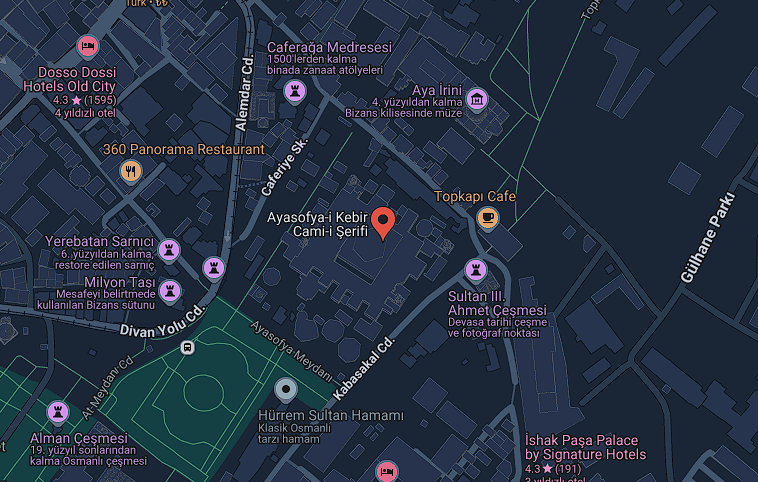 Türk • ₺₺
Topk
Caferağa Medresesi
1500'lerden kalma
binada zanaat atölyeleri
Dosso Dossi
Hotels Old City
4.3 ★ (1595)
4 yıldızlı otel
Alemdar Cd.
Aya İrini
4. yüzyıldan kalma
Bizans kilisesinde müze
360 Panorama Restaurant
Caferiye Sk.
Topkapı Cafe
Ayasofya-i Kebir
Cami-i Şerifi
Gülhane Parkı
Yerebatan Sarnıcı
6. yüzyıldan kalma,
restore edilen sarnıç
Milyon Taşı
Mesafeyi belirtmede
kullanılan Bizans sütunu
Sultan III.
Ahmet Çeşmesi
Devasa tarihi çeşme
ve fotoğraf noktası
Divan Yolu Cd.
Ayasofya Meydanı
Kabasakal Cd.
At Meydanı Cd
Hürrem Sultan Hamamı
Klasik Osmanlı
tarzı hamam
et
Alman Çeşmesi
19. yüzyıl sonlarından
kalma Osmanlı çeşmesi
İshak Paşa Palace
by Signature Hotels
4.3 ★ (191)
3 yıldızlı otel